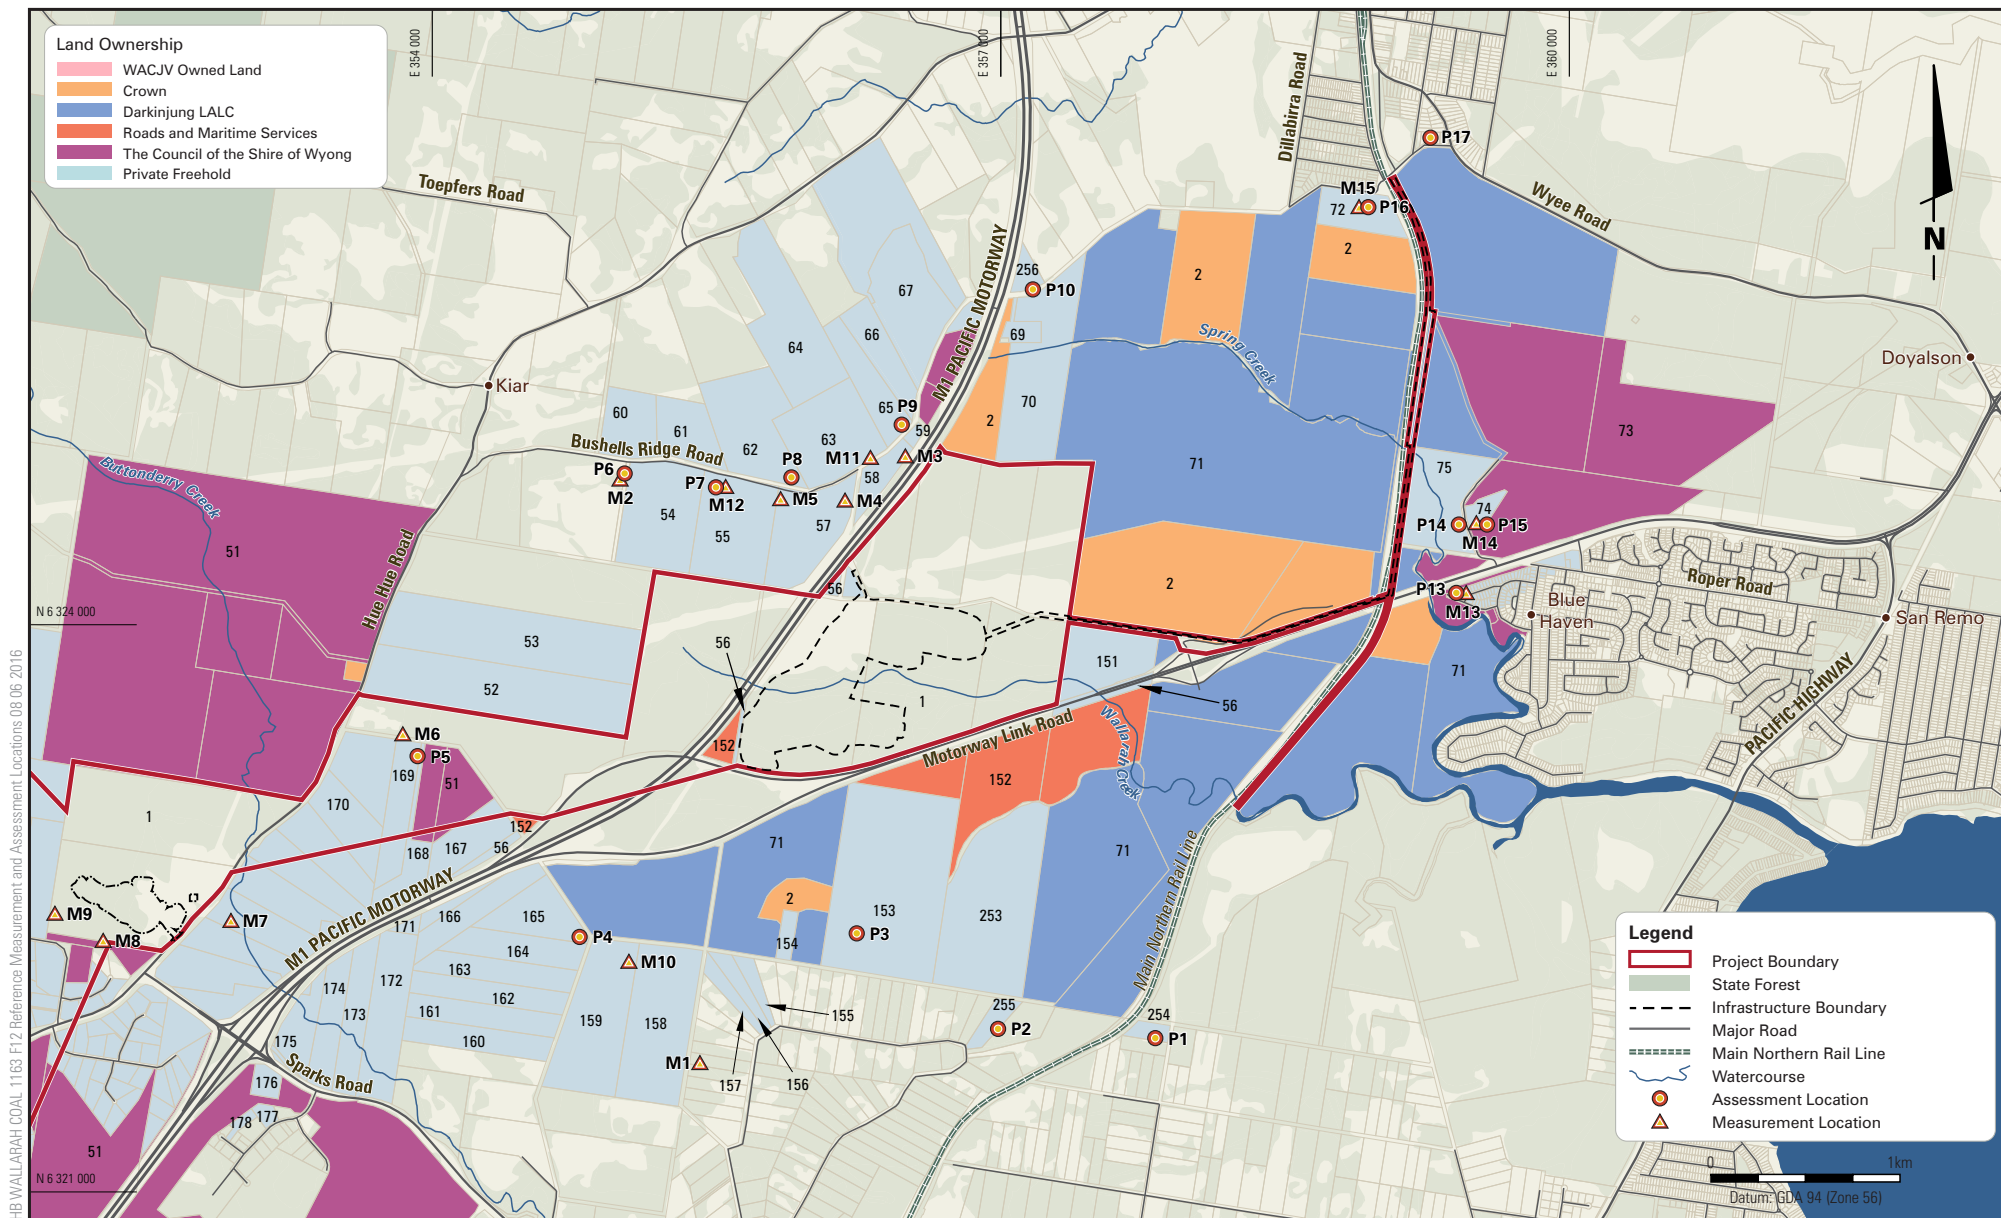 Land Ownership
WACJV Owned Land
Crown
Darkinjung LALC
Roads and Maritime Services
The Council of the Shire of Wyong
Private Freehold
E 354 000
E 357 000
E 360 000
Dillabirra Road
P17
Toepfers Road
M15
72
P16
Wyee Road
N
2
2
256
P10
67
M1 PACIFIC MOTORWAY
69
66
64
Spring Creek
Doyalson
Kiar
70
65
P9
60
2
59
61
73
Bushells Ridge Road
63
62
M11
M3
P8
71
75
P6
58
M2
P7
M12
M5
M4
74
54
57
P14
P15
M14
55
Buttonderry Creek
51
Hue Hue Road
56
2
Roper Road
P13
M13
Blue
Haven
N 6 324 000
San Remo
53
56
151
71
52
1
56
PACIFIC HIGHWAY
M6
152
Motorway Link Road
Wallarah Creek
P5
169
51
152
170
1
152
168
167
56
71
71
Main Northern Rail Line
M1 PACIFIC MOTORWAY
2
M9
M7
166
165
153
253
171
P4
P3
M8
154
164
M10
163
172
174
162
255
173
161
159
158
155
254
P2
P1
175
160
Sparks Road
M1
157
156
176
178
177
51
N 6 321 000
Legend
Project Boundary
State Forest
Infrastructure Boundary
Major Road
Main Northern Rail Line
Watercourse
Assessment Location
Measurement Location
0
1km
Datum: GDA 94 (Zone 56)
HB WALLARAH COAL 1163 F12 Reference Measurement and Assessment Locations 08 06 2016